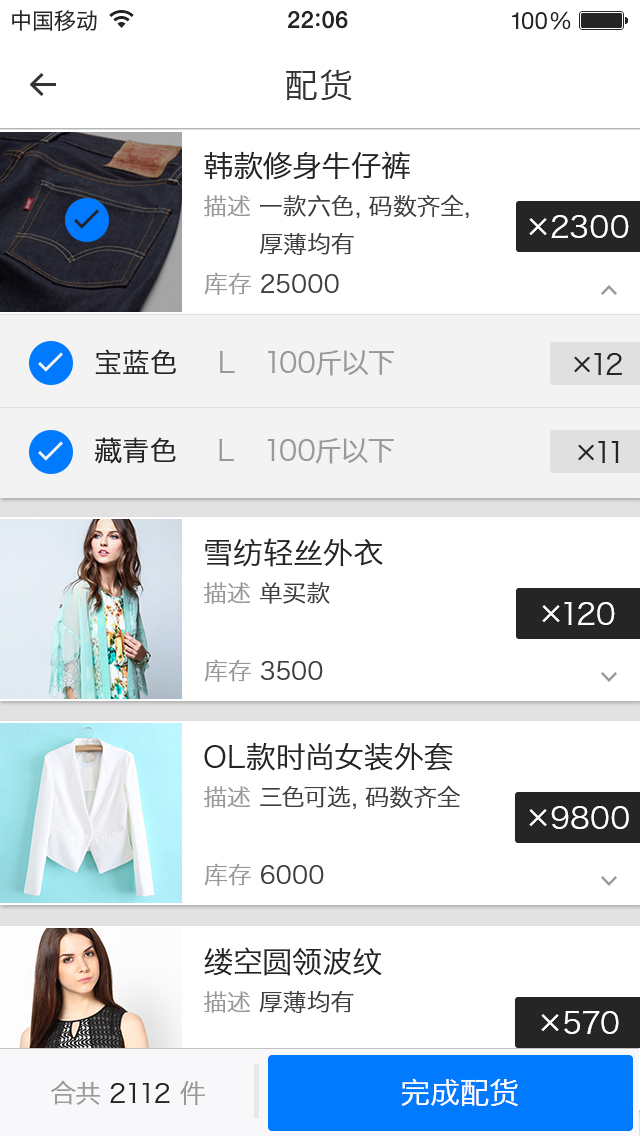 中国移动 22:06 100%
配货
韩款修身牛仔裤
描述 一款六色, 码数齐全,
厚薄均有
×2300
库存 25000
宝蓝色 L 100斤以下 ×12
藏青色 L 100斤以下 ×11
雪纺轻丝外衣
描述 单买款
×120
库存 3500
OL款时尚女装外套
描述 三色可选, 码数齐全
×9800
库存 6000
缕空圆领波纹
描述 厚薄均有
×570
合共 2112 件 完成配货